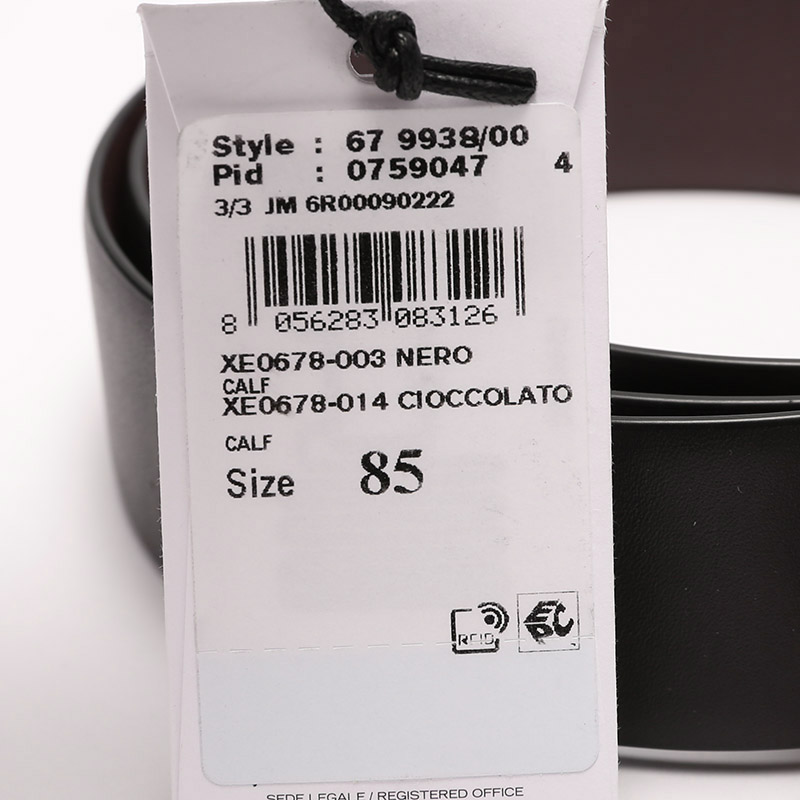 Style : 67 9938/00
Pid : 0759047 4
3/3 JM 6R00090222
8 056283 083126
XE0678-003 NERO
CALF
XE0678-014 CIOCCOLATO
CALF
Size 85
RFID
EPC
SEDE LEGALE / REGISTERED OFFICE